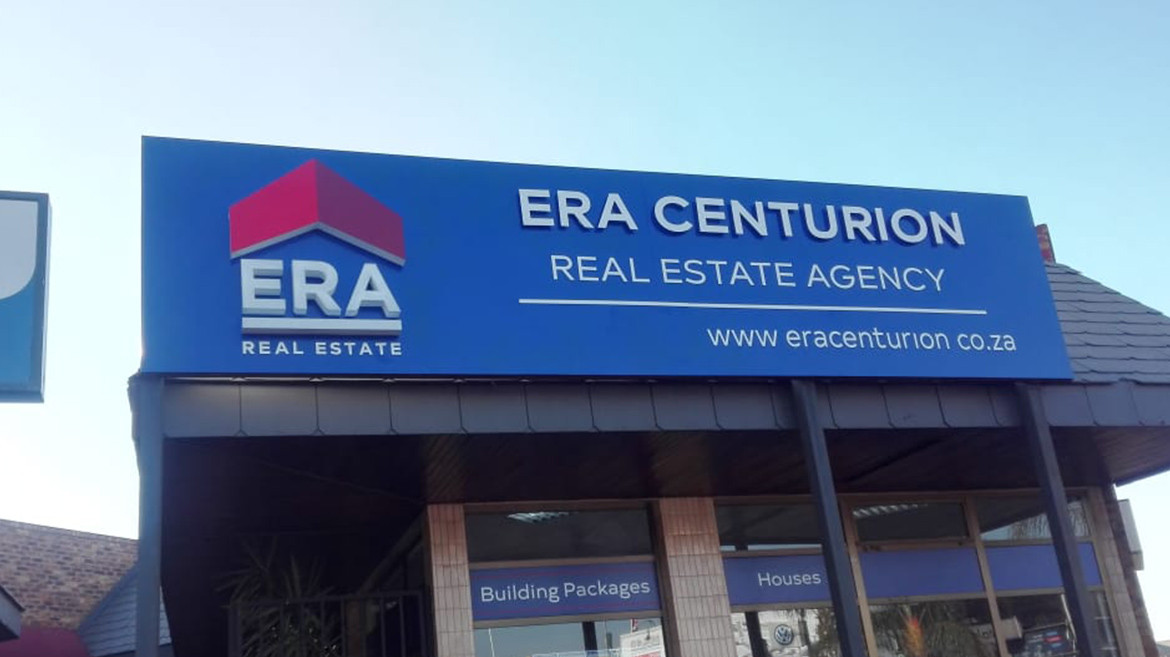 ERA
REAL ESTATE
ERA CENTURION
REAL ESTATE AGENCY
www eracenturion co.za
Building Packages
Houses